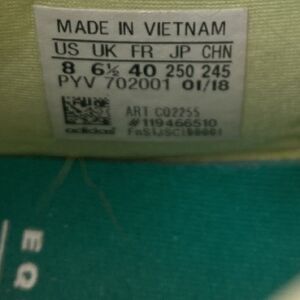 MADE IN VIETNAM
US UK FR JP CHN
8 6½ 40 250 245
PYV 702001 01/18
ART CQ2255
#119466510
adidas
EQ